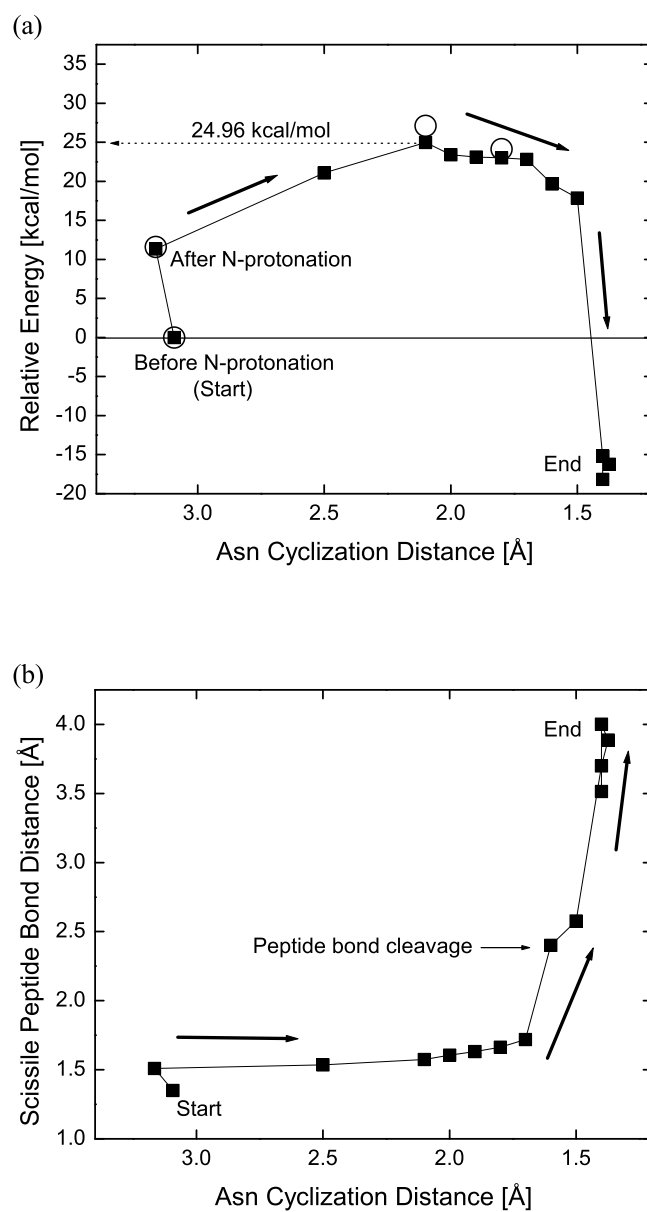 (a)
35
30
25
20
15
10
5
0
-5
-10
-15
-20
Relative Energy [kcal/mol]
24.96 kcal/mol
After N-protonation
Before N-protonation
(Start)
End
3.0 2.5 2.0 1.5
Asn Cyclization Distance [Å]
(b)
4.0
3.5
3.0
2.5
2.0
1.5
1.0
Scissile Peptide Bond Distance [Å]
End
Peptide bond cleavage
Start
3.0 2.5 2.0 1.5
Asn Cyclization Distance [Å]